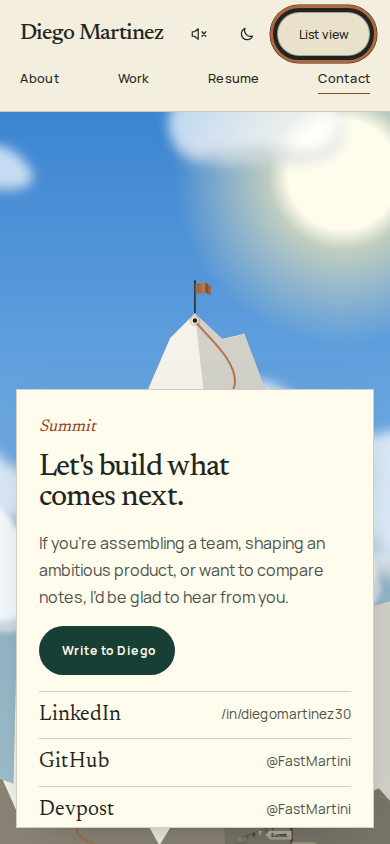 Diego Martinez
List view
About Work Resume Contact
Summit
Let's build what
comes next.
If you're assembling a team, shaping an
ambitious product, or want to compare
notes, I'd be glad to hear from you.
Write to Diego
LinkedIn /in/diegomartinez30
GitHub @FastMartini
Devpost @FastMartini
Summit